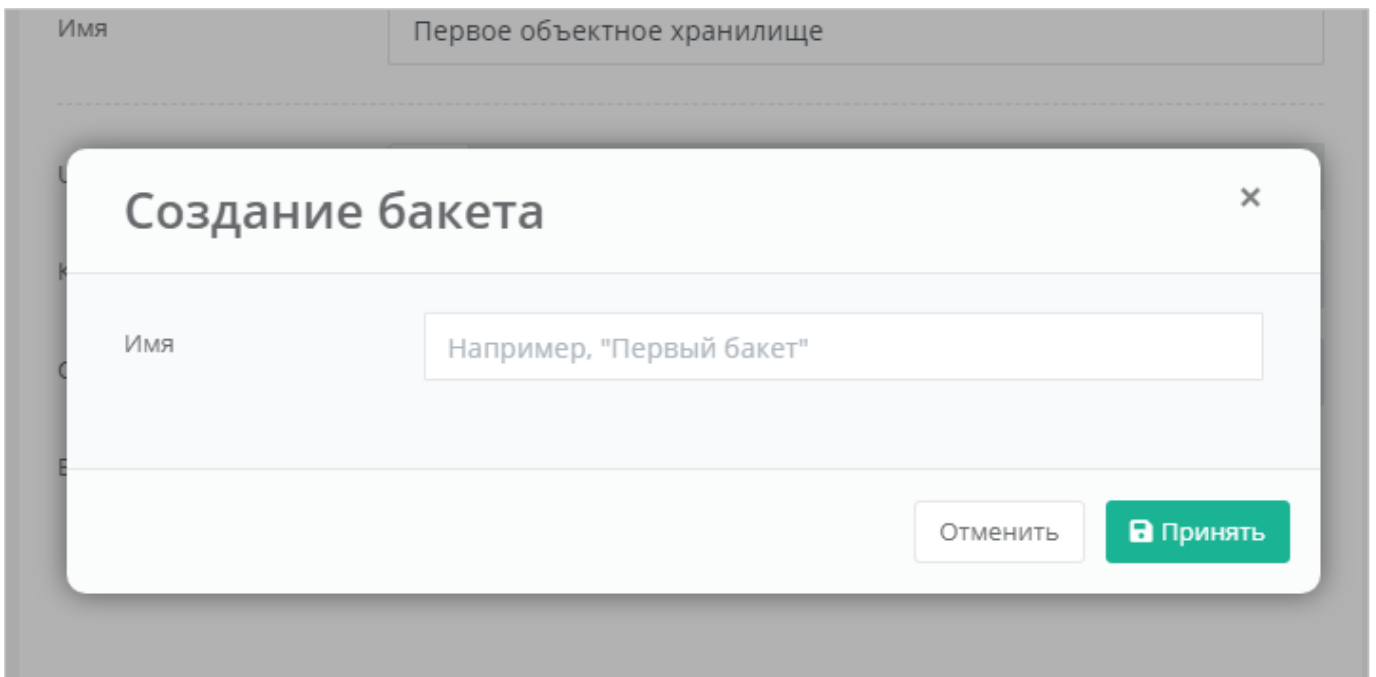 Имя
Первое объектное хранилище
Создание бакета
×
Имя
Например, "Первый бакет"
Отменить
Принять